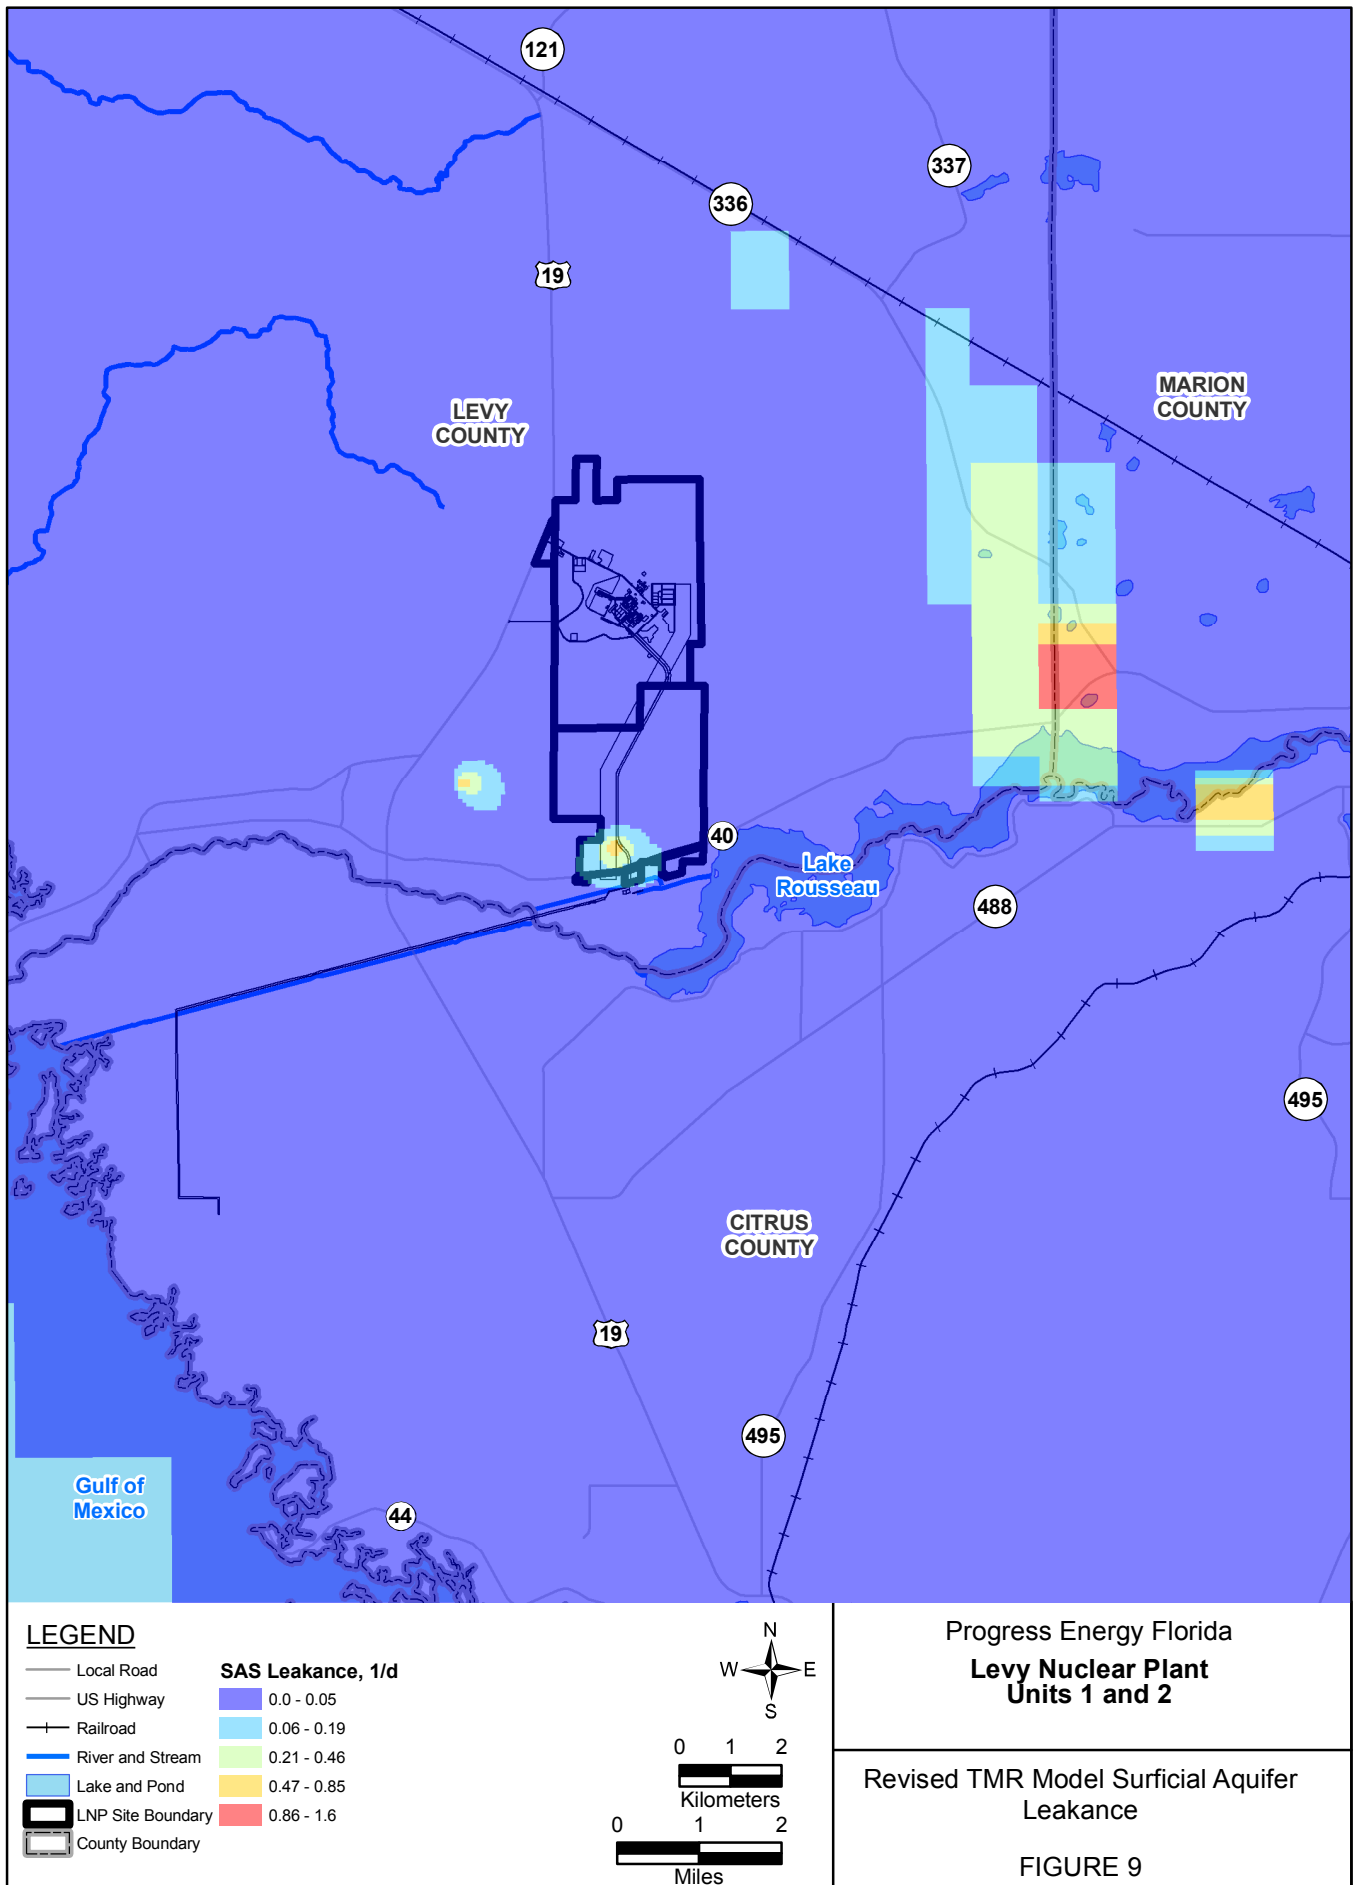 121
337
336
19
MARION
COUNTY
LEVY
COUNTY
40
Lake
Rousseau
488
495
CITRUS
COUNTY
19
495
Gulf of
Mexico
44
LEGEND
Local Road
US Highway
Railroad
River and Stream
Lake and Pond
LNP Site Boundary
County Boundary
SAS Leakance, 1/d
0.0 - 0.05
0.06 - 0.19
0.21 - 0.46
0.47 - 0.85
0.86 - 1.6
N
W E
S
0 1 2
Kilometers
0 1 2
Miles
Progress Energy Florida
Levy Nuclear Plant
Units 1 and 2
Revised TMR Model Surficial Aquifer
Leakance
FIGURE 9